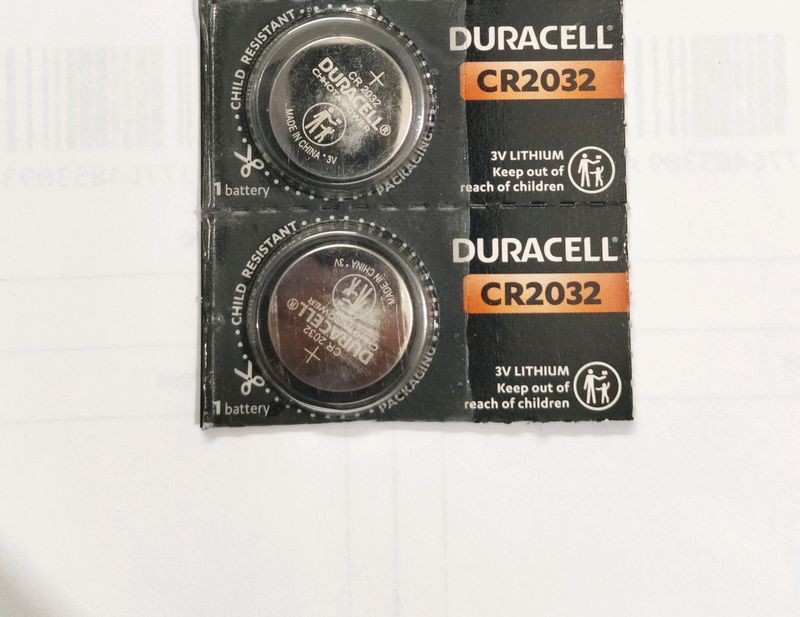 CHILD RESISTANT
PACKAGING
CR 2032
DURACELL®
MADE IN CHINA * 3V
1 battery
DURACELL®
CR2032
3V LITHIUM
Keep out of
reach of children
CHILD RESISTANT
PACKAGING
MADE IN CHINA * 3V
DURACELL®
CR 2032
1 battery
DURACELL®
CR2032
3V LITHIUM
Keep out of
reach of children